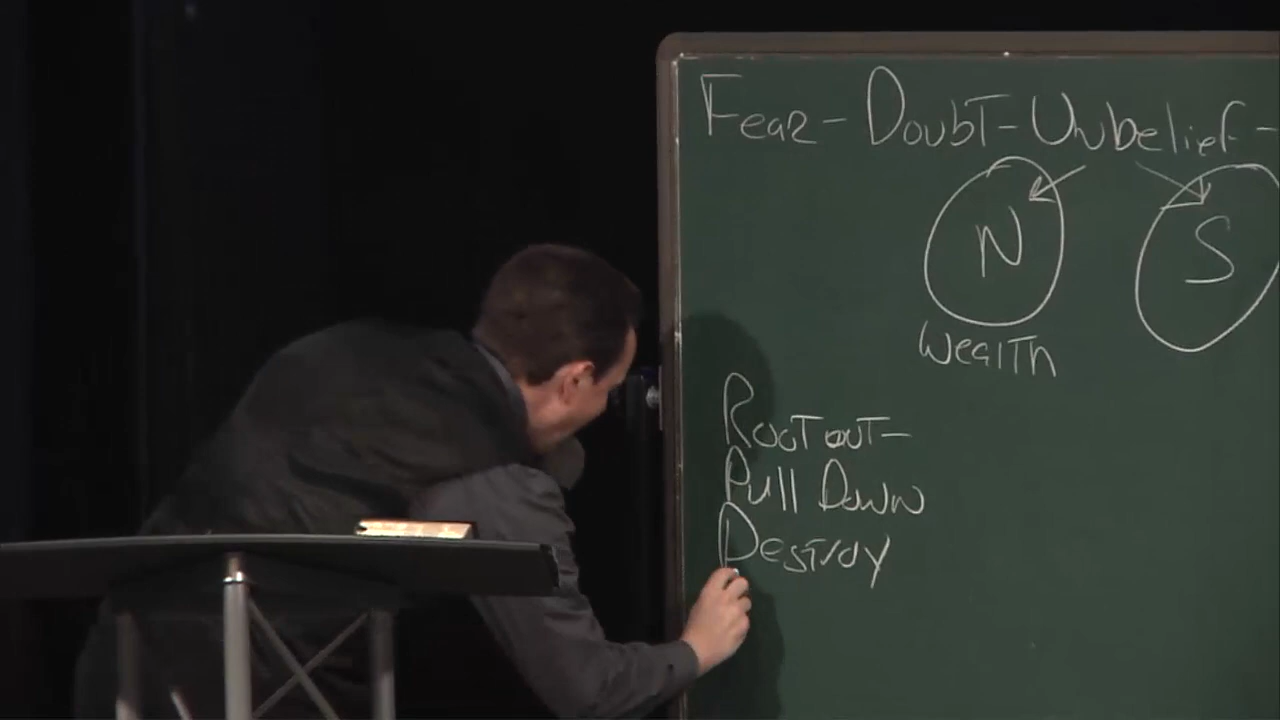 Fear - Doubt - Unbelief -
N S
Wealth
Root out -
Pull Down
Destroy